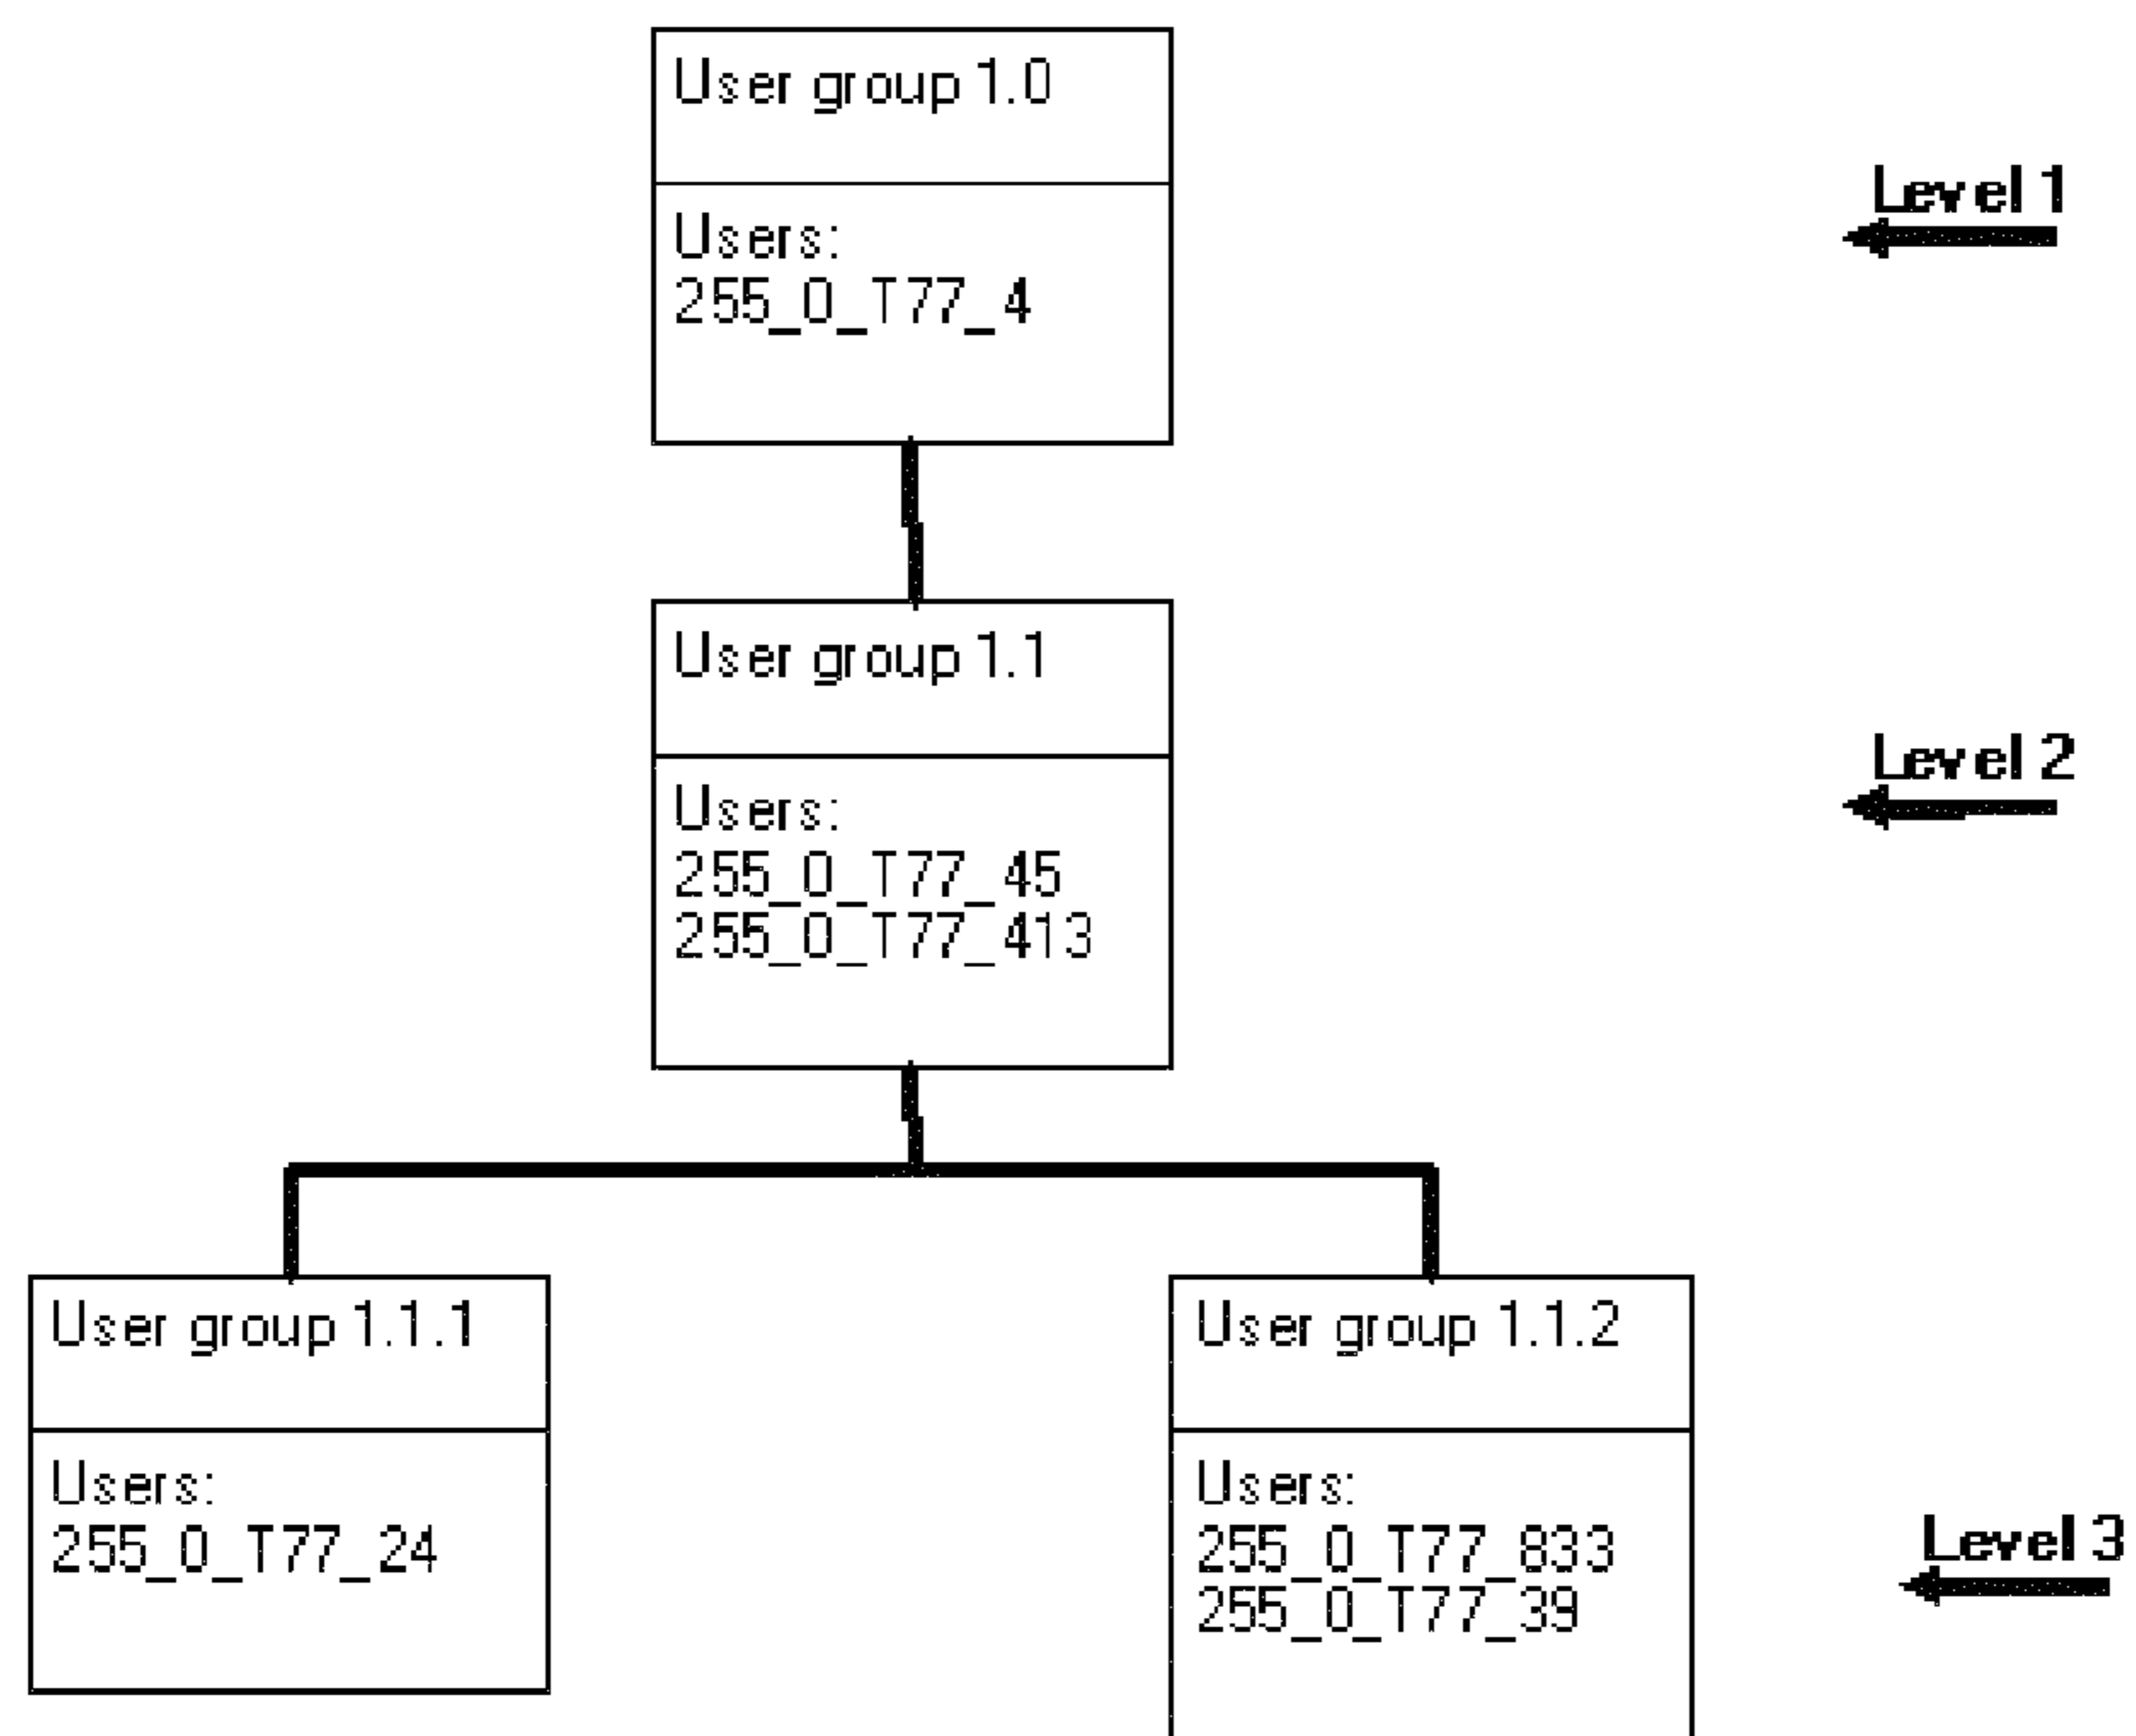 User group 1.0
Users:
255_0_T77_4
Level 1
User group 1.1
Users:
255_0_T77_45
255_0_T77_413
Level 2
User group 1.1.1
Users:
255_0_T77_24
User group 1.1.2
Users:
255_0_T77_833
255_0_T77_39
Level 3